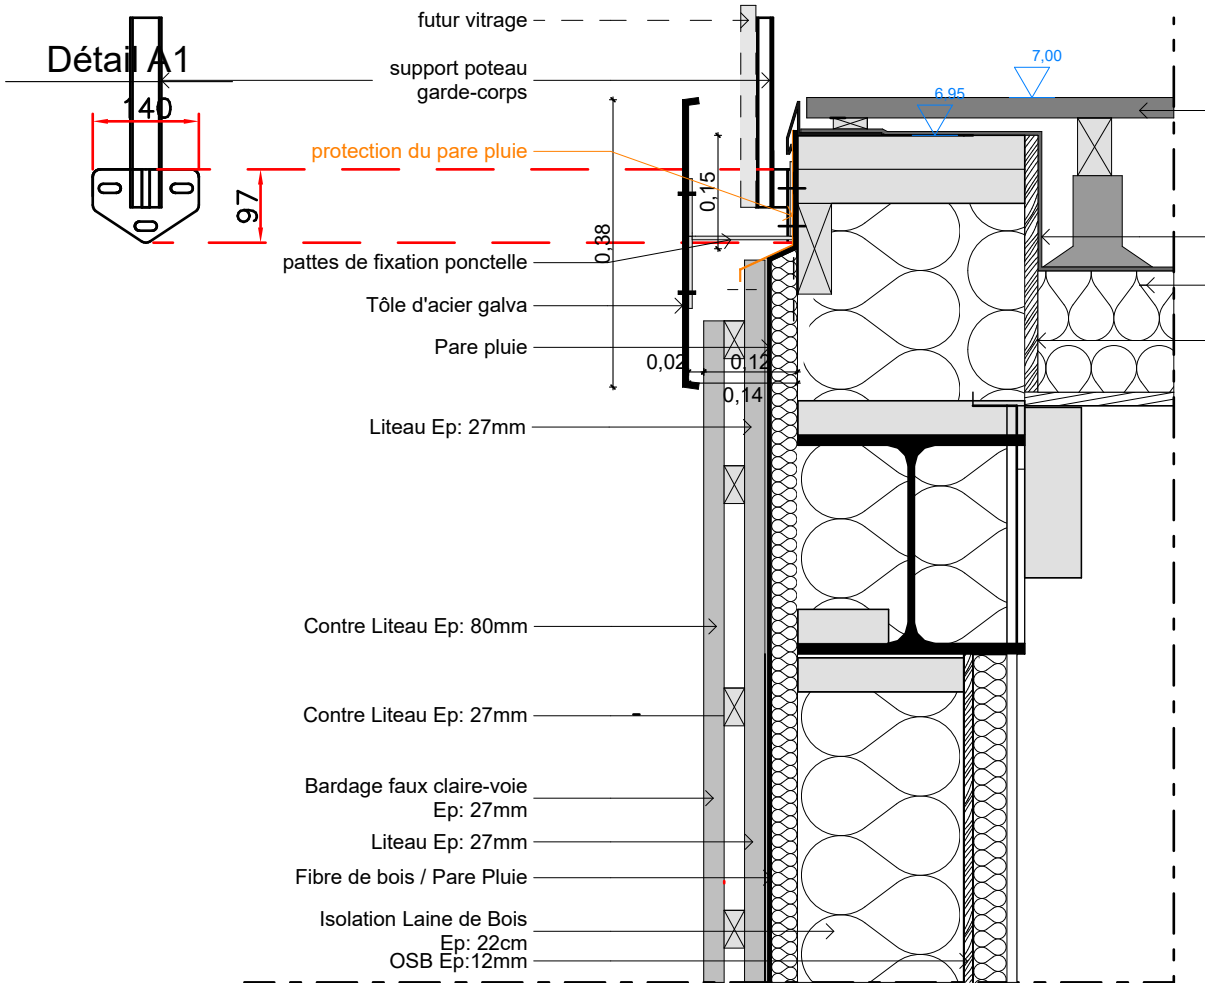 futur vitrage
Détail A1
support poteau
garde-corps
7,00
6,95
140
protection du pare pluie
0,15
97
0,38
pattes de fixation ponctelle
Tôle d'acier galva
Pare pluie
0,02
0,12
0,14
Liteau Ep: 27mm
Contre Liteau Ep: 80mm
Contre Liteau Ep: 27mm
Bardage faux claire-voie
Ep: 27mm
Liteau Ep: 27mm
Fibre de bois / Pare Pluie
Isolation Laine de Bois
Ep: 22cm
OSB Ep:12mm